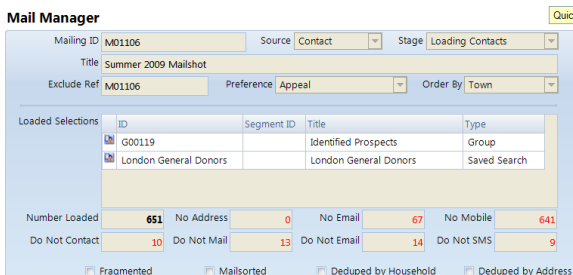 Mail Manager
Quic
Mailing ID M01106 Source Contact Stage Loading Contacts
Title Summer 2009 Mailshot
Exclude Ref M01106 Preference Appeal Order By Town
Loaded Selections ID Segment ID Title Type
G00119 Identified Prospects Group
London General Donors London General Donors Saved Search
Number Loaded 651 No Address 0 No Email 67 No Mobile 641
Do Not Contact 10 Do Not Mail 13 Do Not Email 14 Do Not SMS 9
Fragmented Mailsorted Deduped by Household Deduped by Address